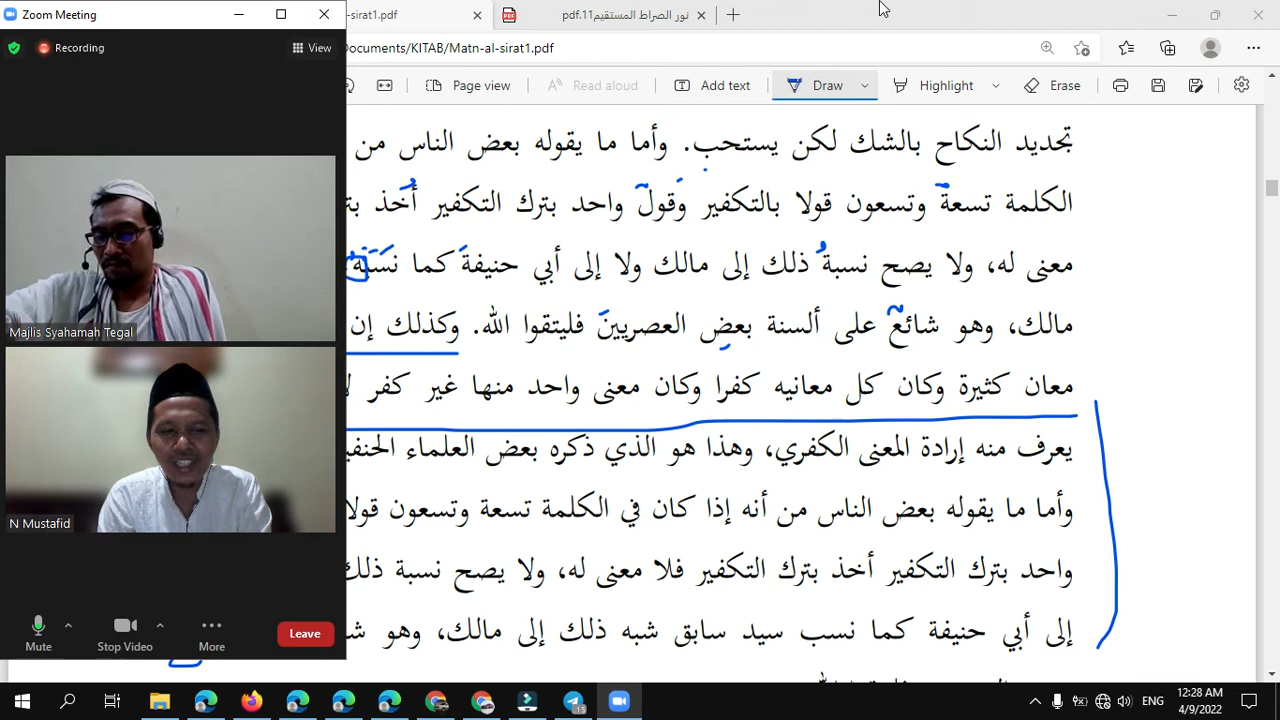 Zoom Meeting
-sirat1.pdf
نور الصراط المستقيم11.pdf
Recording
View
Documents/KITAB/Matn-al-sirat1.pdf
Page view
Read aloud
Add text
Draw
Highlight
Erase
تجديد النكاح بالشك لكن يستحب. وأما ما يقوله بعض الناس من
الكلمة تسعةٌ وتسعون قولا بالتكفير وَقولٌ واحد بترك التكفير أُخذ
معنى له، ولا يصح نسبةُ ذلك إلى مالك ولا إلى أبي حنيفةَ كما نَسَبَه
مالك، وهو شائعٌ على ألسنة بعضِ العصريينَ فليتقوا الله. وكذلك إن
معان كثيرة وكان كل معانيه كفرا وكان معنى واحد منها غير كفر
يعرف منه إرادة المعنى الكفري، وهذا هو الذي ذكره بعض العلماء
وأما ما يقوله بعض الناس من أنه إذا كان في الكلمة تسعة وتسعون قولا
واحد بترك التكفير أخذ بترك التكفير فلا معنى له، ولا يصح نسبة
إلى أبي حنيفة كما نسب سيد سابق شبه ذلك إلى مالك، وهو
Majlis Syahamah Tegal
N Mustafid
Mute
Stop Video
More
Leave
15
ENG
12:28 AM
4/9/2022